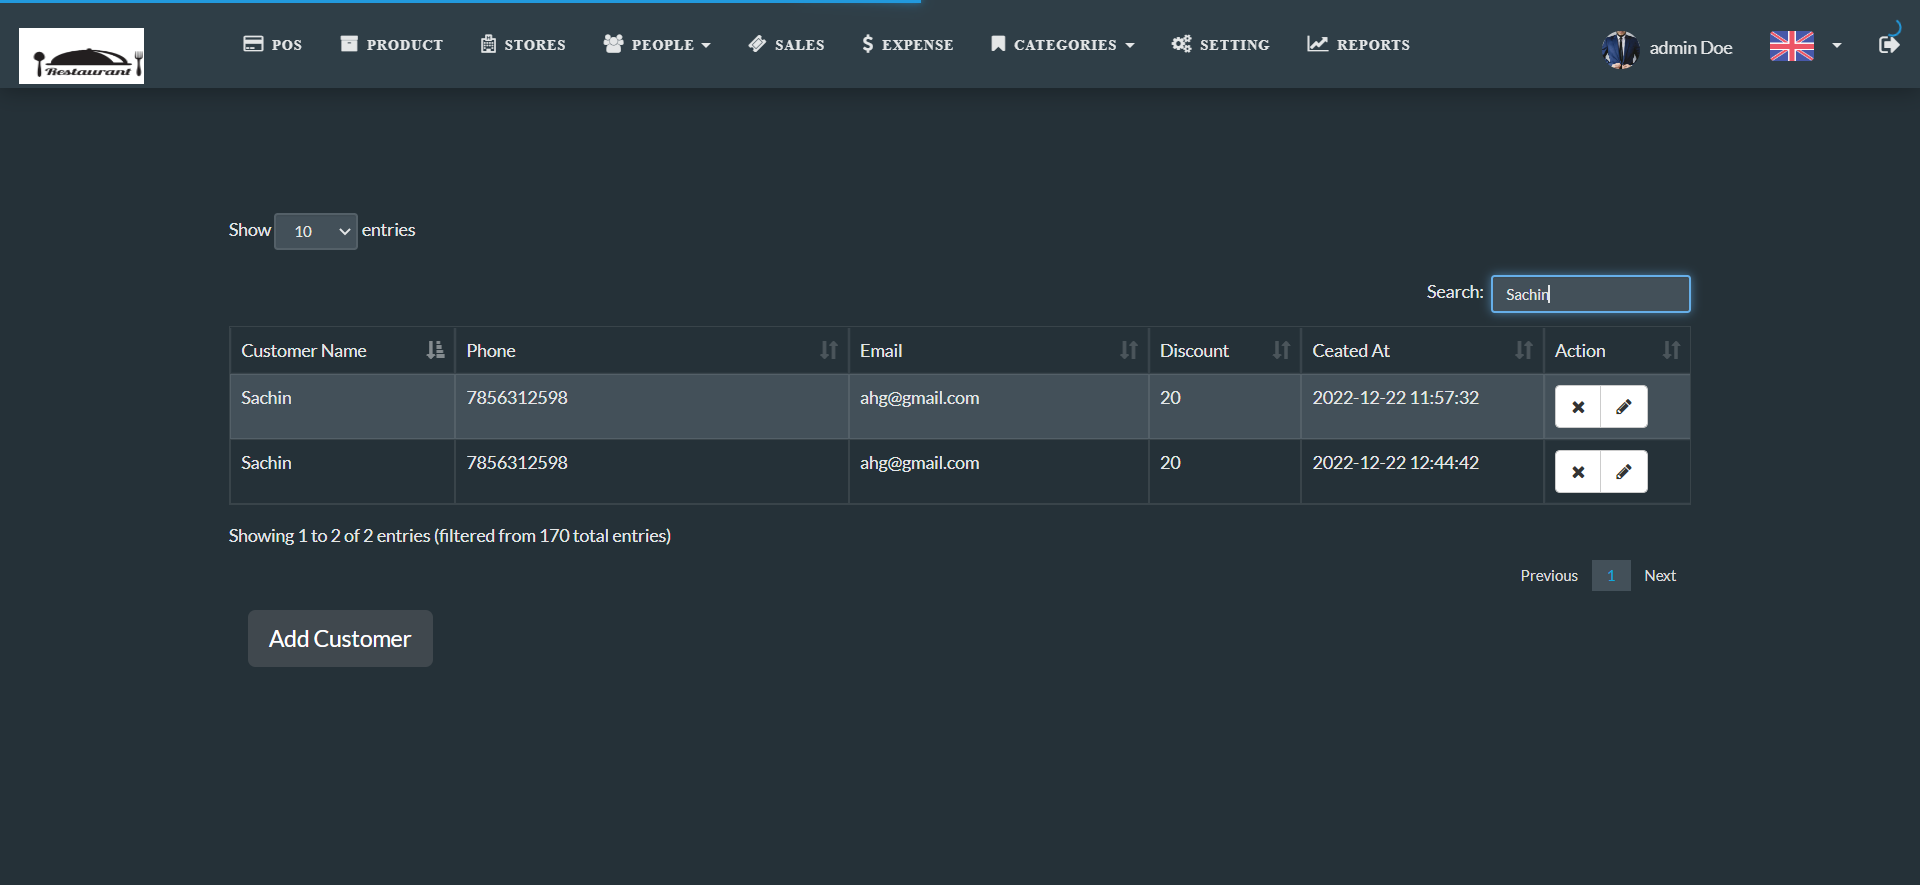 Restaurant
POS PRODUCT STORES PEOPLE SALES EXPENSE CATEGORIES SETTING REPORTS admin Doe
Show 10 entries
Search: Sachin
Customer Name Phone Email Discount Ceated At Action
Sachin 7856312598 ahg@gmail.com 20 2022-12-22 11:57:32
Sachin 7856312598 ahg@gmail.com 20 2022-12-22 12:44:42
Showing 1 to 2 of 2 entries (filtered from 170 total entries)
Previous 1 Next
Add Customer